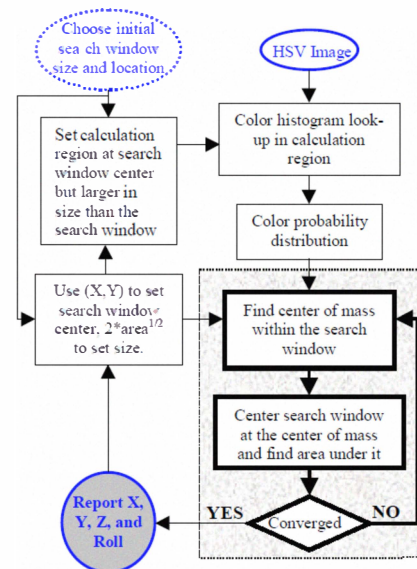 Choose initial
sea ch window
size and location
HSV Image
Set calculation
region at search
window center
but larger in
size than the
search window
Color histogram look-
up in calculation
region
Color probability
distribution
Use (X,Y) to set
search window
center, 2*area1/2
to set size.
Find center of mass
within the search
window
Center search window
at the center of mass
and find area under it
Report X,
Y, Z, and
Roll
YES
Converged
NO